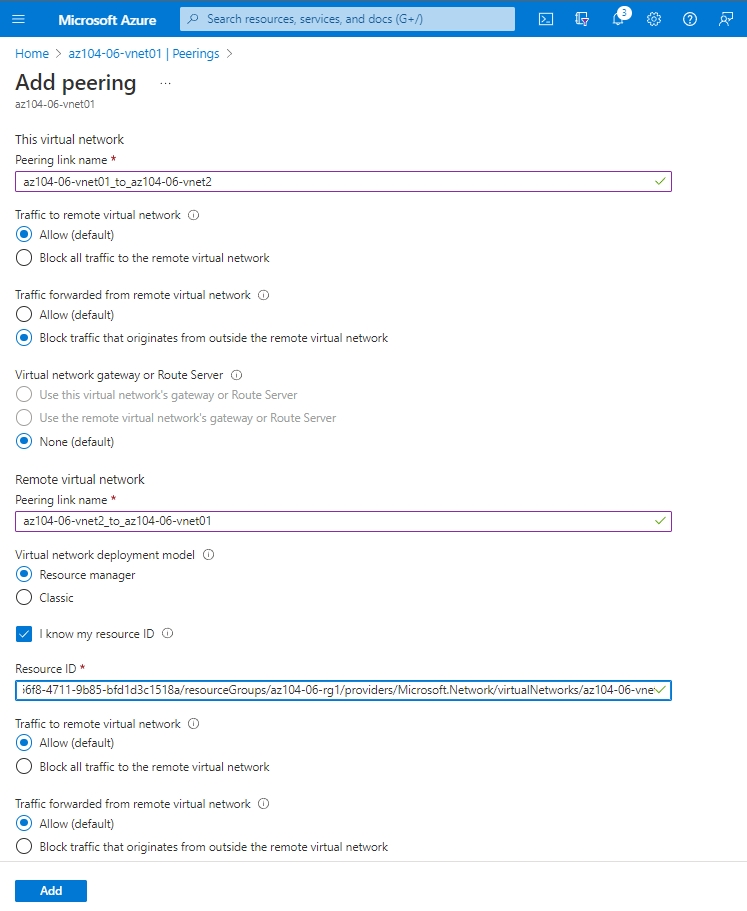 Microsoft Azure
Search resources, services, and docs (G+/)
3
Home > az104-06-vnet01 | Peerings >
Add peering ...
az104-06-vnet01
This virtual network
Peering link name *
az104-06-vnet01_to_az104-06-vnet2
Traffic to remote virtual network
Allow (default)
Block all traffic to the remote virtual network
Traffic forwarded from remote virtual network
Allow (default)
Block traffic that originates from outside the remote virtual network
Virtual network gateway or Route Server
Use this virtual network's gateway or Route Server
Use the remote virtual network's gateway or Route Server
None (default)
Remote virtual network
Peering link name *
az104-06-vnet2_to_az104-06-vnet01
Virtual network deployment model
Resource manager
Classic
I know my resource ID
Resource ID *
i6f8-4711-9b85-bfd1d3c1518a/resourceGroups/az104-06-rg1/providers/Microsoft.Network/virtualNetworks/az104-06-vne
Traffic to remote virtual network
Allow (default)
Block all traffic to the remote virtual network
Traffic forwarded from remote virtual network
Allow (default)
Block traffic that originates from outside the remote virtual network
Add